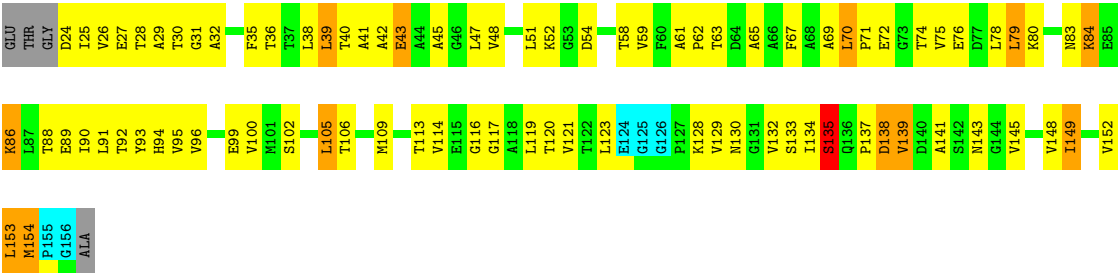 GLU THR GLY D24 I25 V26 E27 T28 A29 T30 G31 A32 F35 T36 T37 L38 L39 T40 A41 A42 E43 A44 A45 G46 L47 V48 L51 K52 G53 D54 T58 V59 F60 A61 P62 T63 D64 A65 A66 F67 A68 A69 L70 P71 E72 G73 T74 V75 E76 D77 L78 L79 K80 N83 K84 E85
K86 L87 T88 E89 I90 L91 T92 Y93 H94 V95 V96 E99 V100 M101 S102 L105 T106 M109 T113 V114 E115 G116 G117 A118 L119 T120 V121 T122 L123 E124 G125 G126 P127 K128 V129 N130 G131 V132 S133 I134 S135 Q136 P137 D138 V139 D140 A141 S142 N143 G144 V145 V148 I149 V152
L153 M154 P155 G156 ALA